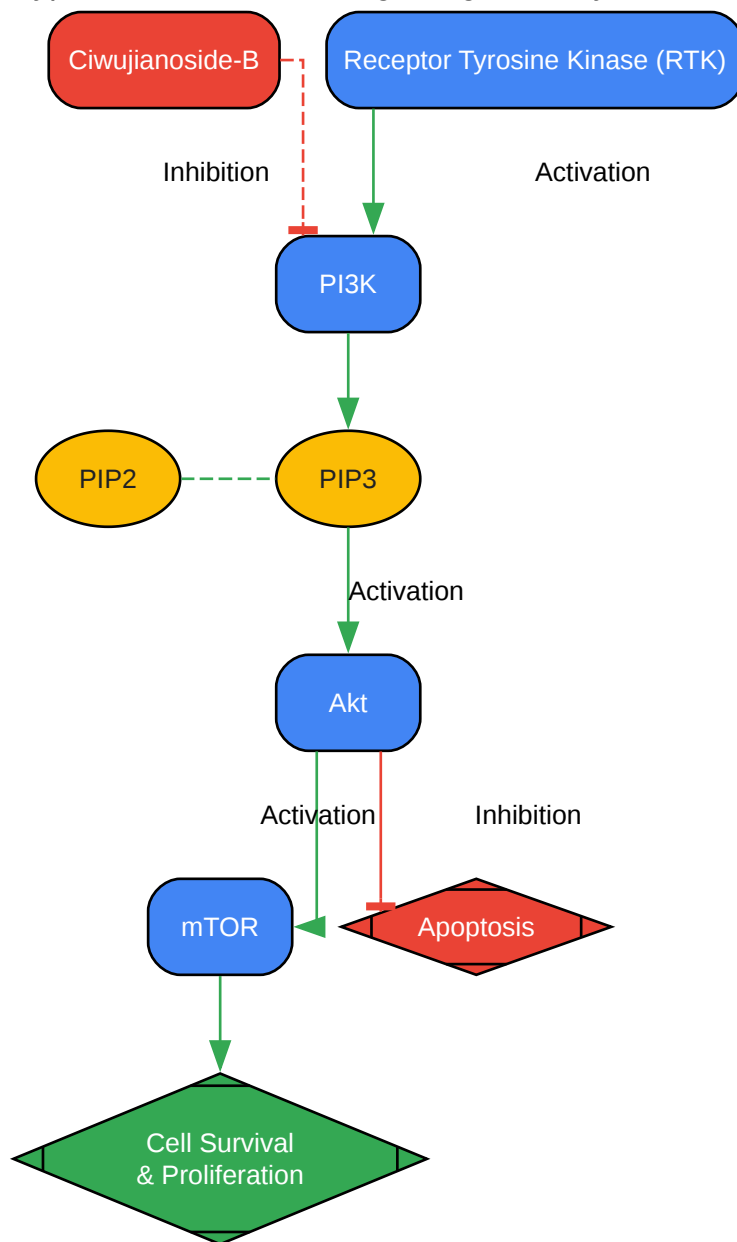 Ciwujianoside-B
Receptor Tyrosine Kinase (RTK)
Inhibition
Activation
PI3K
PIP2
PIP3
Activation
Akt
Activation
Inhibition
mTOR
Apoptosis
Cell Survival
& Proliferation